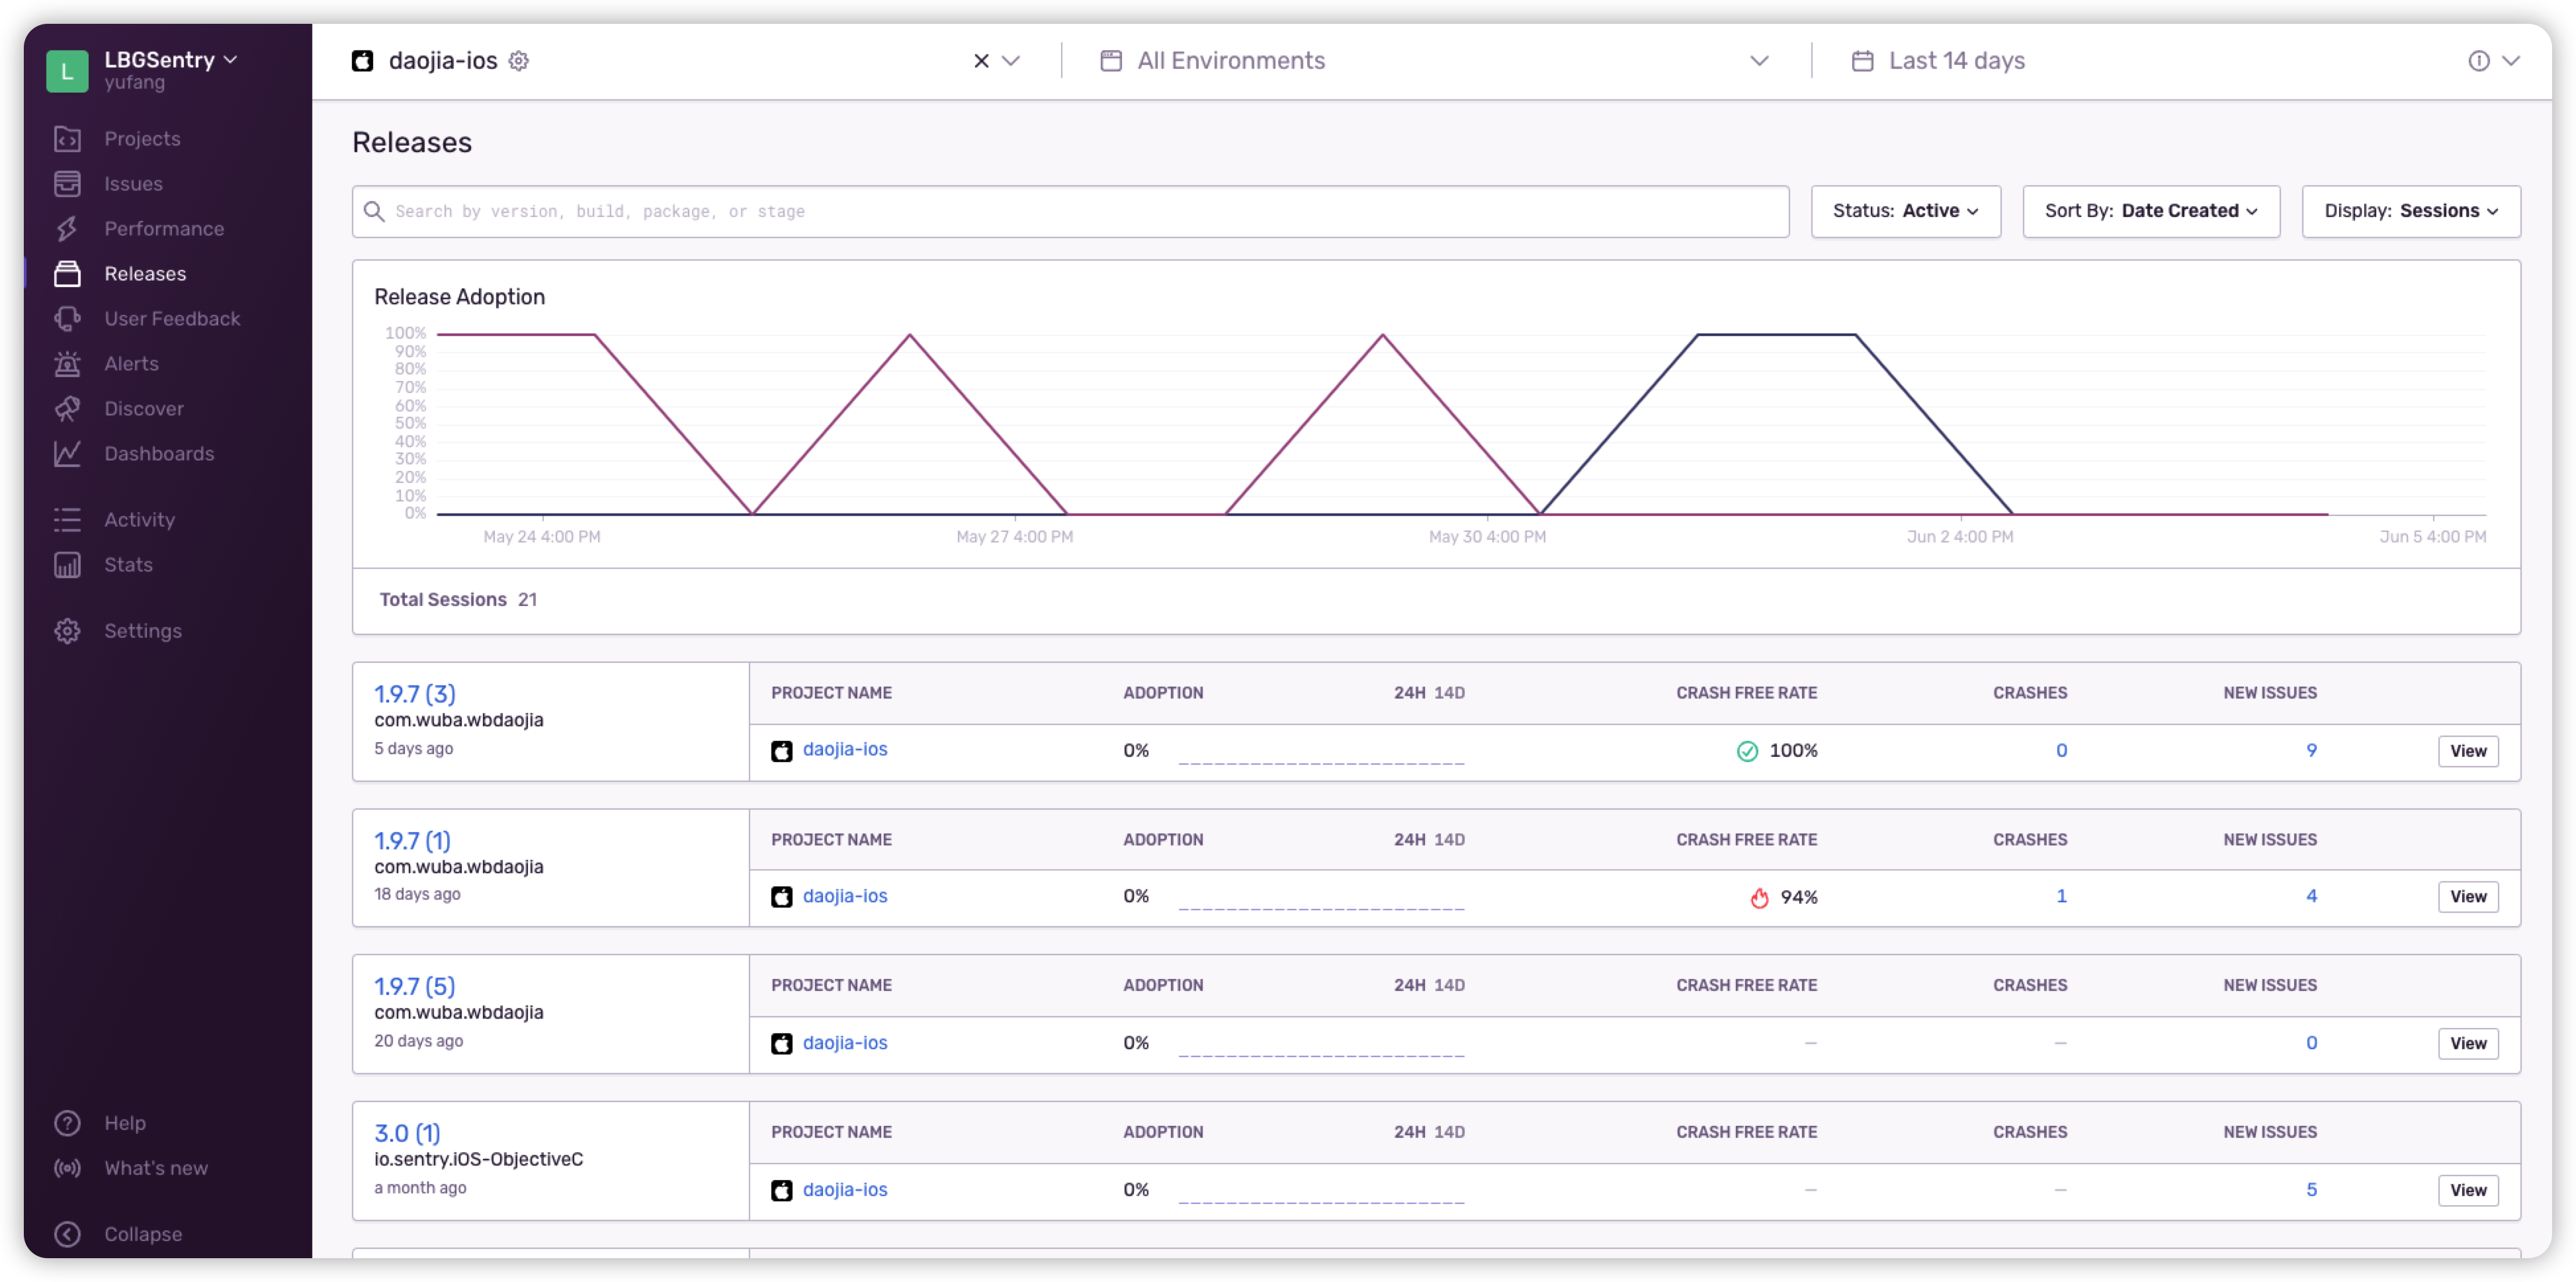 L
LBGSentry
yufang
Projects
Issues
Performance
Releases
User Feedback
Alerts
Discover
Dashboards
Activity
Stats
Settings
Help
What's new
Collapse
daojia-ios
All Environments
Last 14 days
Releases
Search by version, build, package, or stage
Status: Active
Sort By: Date Created
Display: Sessions
Release Adoption
100%
90%
80%
70%
60%
50%
40%
30%
20%
10%
0%
May 24 4:00 PM May 27 4:00 PM May 30 4:00 PM Jun 2 4:00 PM Jun 5 4:00 PM
Total Sessions 21
1.9.7 (3)
com.wuba.wbdaojia
5 days ago
PROJECT NAME ADOPTION 24H 14D CRASH FREE RATE CRASHES NEW ISSUES
daojia-ios 0% 100% 0 9 View
1.9.7 (1)
com.wuba.wbdaojia
18 days ago
PROJECT NAME ADOPTION 24H 14D CRASH FREE RATE CRASHES NEW ISSUES
daojia-ios 0% 94% 1 4 View
1.9.7 (5)
com.wuba.wbdaojia
20 days ago
PROJECT NAME ADOPTION 24H 14D CRASH FREE RATE CRASHES NEW ISSUES
daojia-ios 0% — — 0 View
3.0 (1)
io.sentry.iOS-ObjectiveC
a month ago
PROJECT NAME ADOPTION 24H 14D CRASH FREE RATE CRASHES NEW ISSUES
daojia-ios 0% — — 5 View